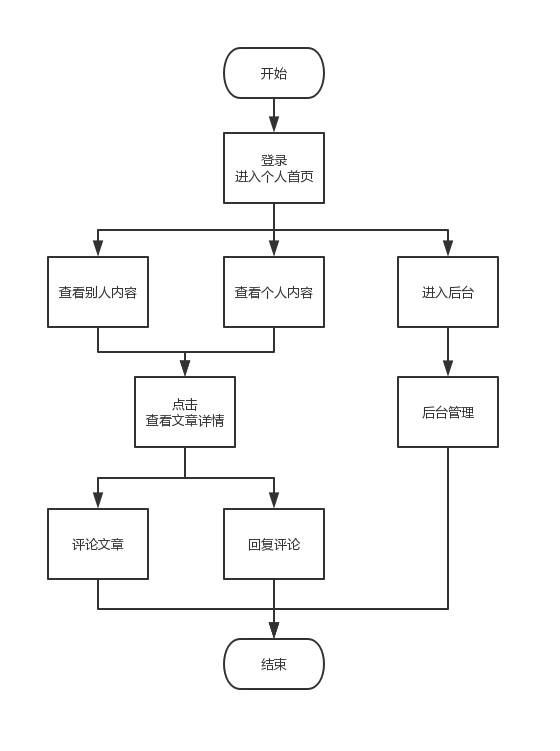 开始
登录
进入个人首页
查看别人内容
查看个人内容
进入后台
点击
查看文章详情
后台管理
评论文章
回复评论
结束